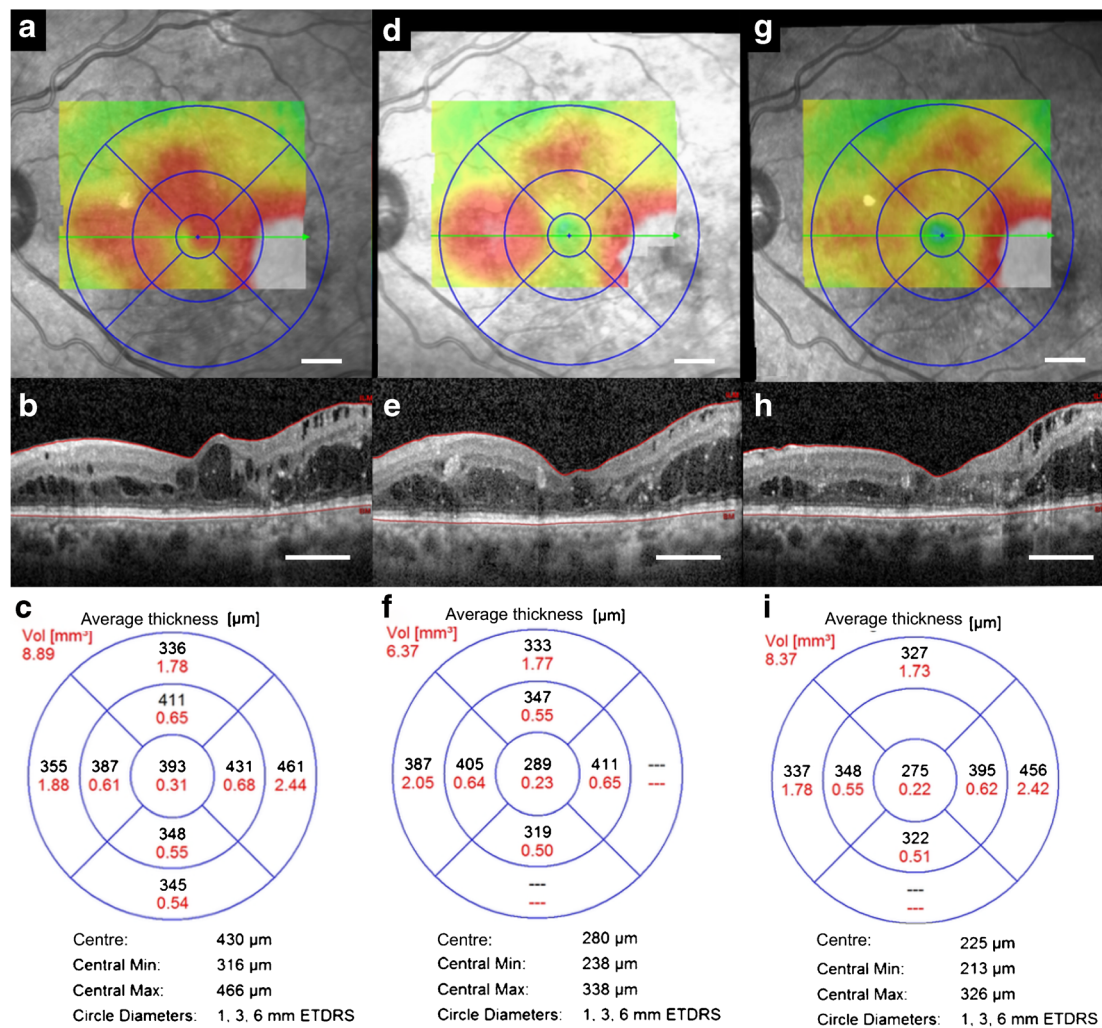 a
d
g
b
e
h
ILM
BM
BM
BM
c
Average thickness [µm]
Vol [mm³]
8.89
336
1.78
411
0.65
355 387 393 431 461
1.88 0.61 0.31 0.68 2.44
348
0.55
345
0.54
Centre: 430 µm
Central Min: 316 µm
Central Max: 466 µm
Circle Diameters: 1, 3, 6 mm ETDRS
f
Average thickness [µm]
Vol [mm³]
6.37
333
1.77
347
0.55
387 405 289 411 ---
2.05 0.64 0.23 0.65 ---
319
0.50
---
---
Centre: 280 µm
Central Min: 238 µm
Central Max: 338 µm
Circle Diameters: 1, 3, 6 mm ETDRS
i
Average thickness [µm]
Vol [mm³]
8.37
327
1.73
337 348 275 395 456
1.78 0.55 0.22 0.62 2.42
322
0.51
---
---
Centre: 225 µm
Central Min: 213 µm
Central Max: 326 µm
Circle Diameters: 1, 3, 6 mm ETDRS